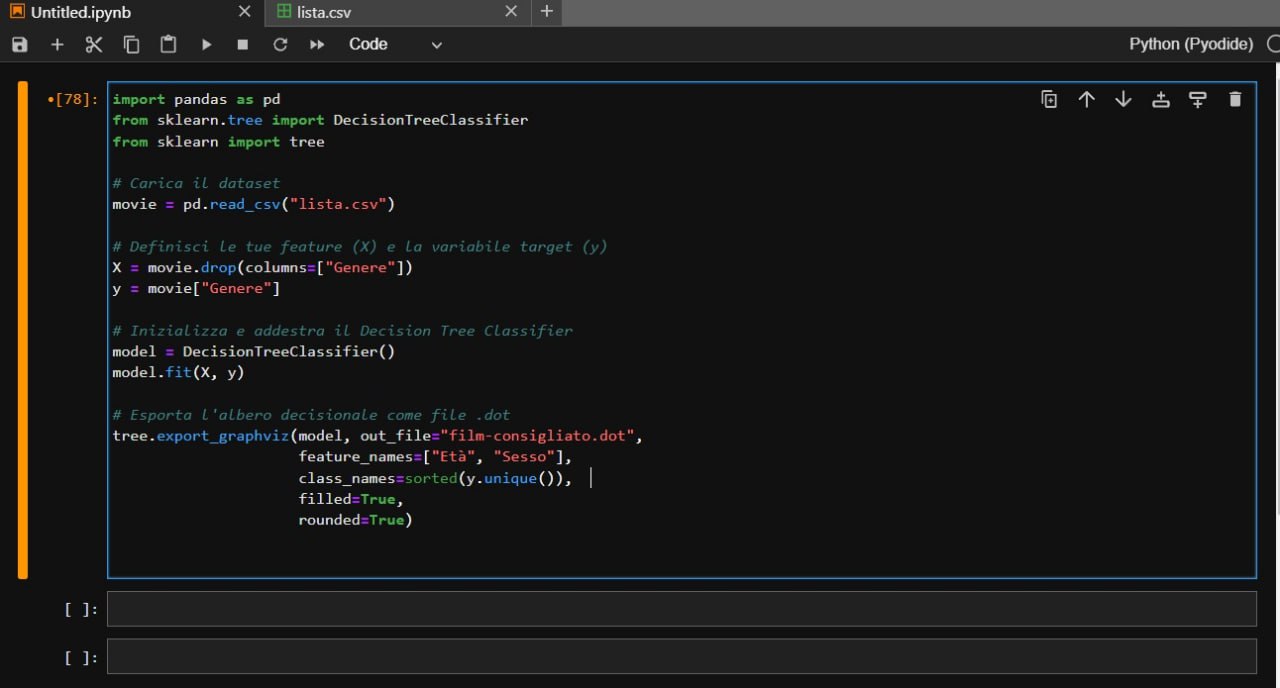 Untitled.ipynb
lista.csv
Code
Python (Pyodide)
•[78]:
import pandas as pd
from sklearn.tree import DecisionTreeClassifier
from sklearn import tree
# Carica il dataset
movie = pd.read_csv("lista.csv")
# Definisci le tue feature (X) e la variabile target (y)
X = movie.drop(columns=["Genere"])
y = movie["Genere"]
# Inizializza e addestra il Decision Tree Classifier
model = DecisionTreeClassifier()
model.fit(X, y)
# Esporta l'albero decisionale come file .dot
tree.export_graphviz(model, out_file="film-consigliato.dot",
feature_names=["Età", "Sesso"],
class_names=sorted(y.unique()),
filled=True,
rounded=True)
[ ]:
[ ]: